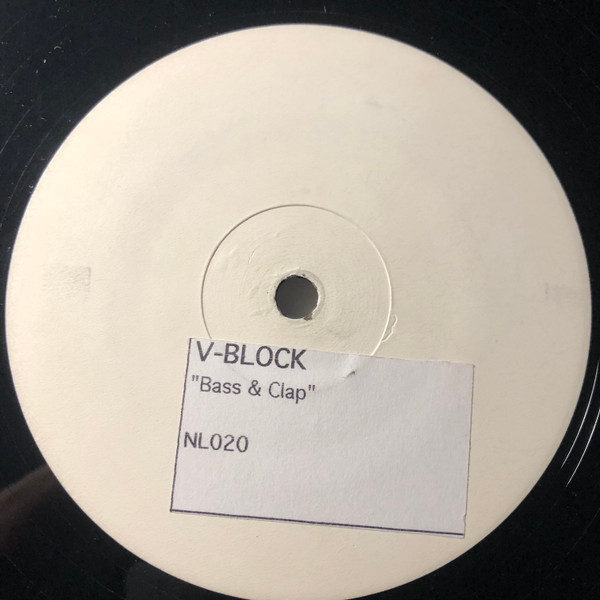 V-BLOCK
"Bass & Clap"
NL020